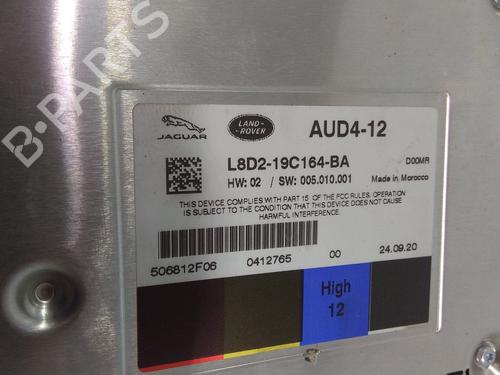 B-PARTS
JAGUAR
LAND-
ROVER
AUD4-12
L8D2-19C164-BA
D00MR
HW: 02 / SW: 005.010.001
Made in Morocco
THIS DEVICE COMPLIES WITH PART 15 OF THE FCC RULES. OPERATION
IS SUBJECT TO THE CONDITION THAT THIS DEVICE DOES NOT CAUSE
HARMFUL INTERFERENCE.
506812F06
0412765
00
24.09.20
High
12